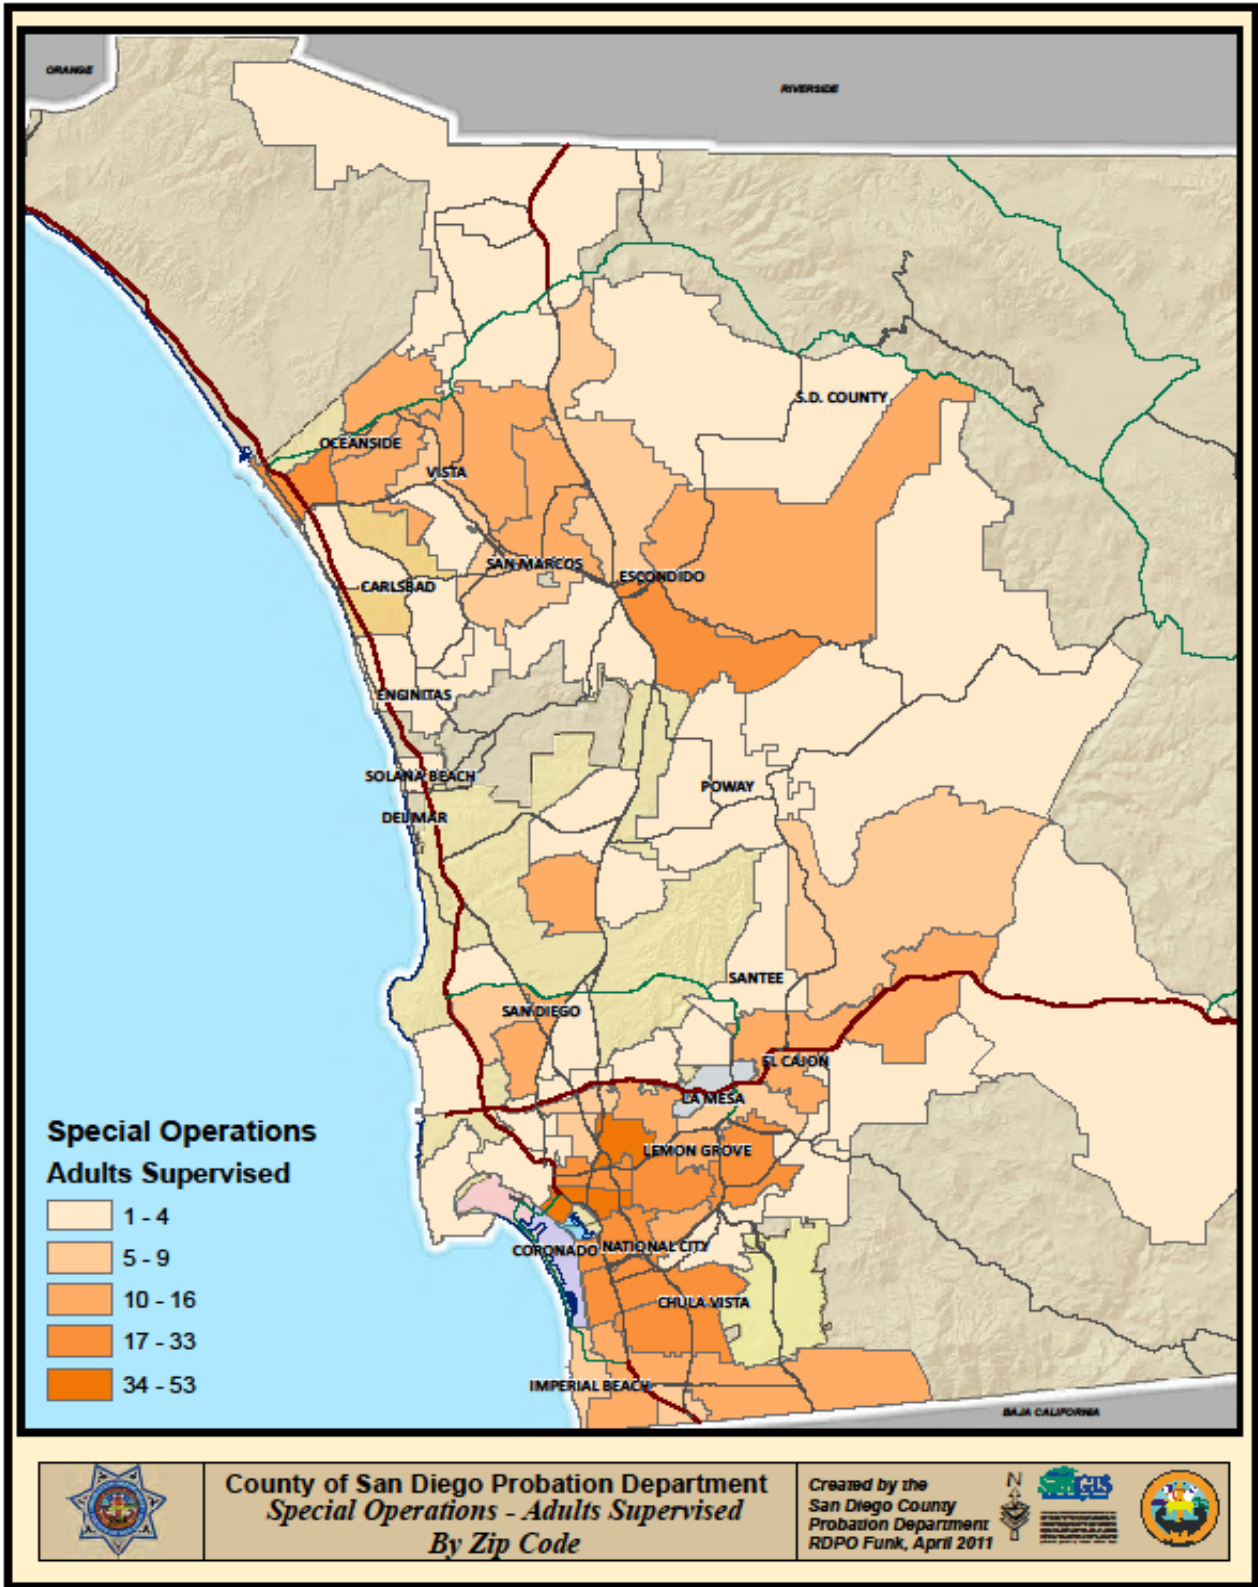 ORANGE
RIVERSIDE
S.D. COUNTY
OCEANSIDE
VISTA
SAN MARCOS
ESCONDIDO
CARLSBAD
ENCINITAS
SOLANA BEACH
POWAY
DEL MAR
SANTEE
SAN DIEGO
EL CAJON
LA MESA
LEMON GROVE
CORONADO
NATIONAL CITY
CHULA VISTA
IMPERIAL BEACH
BAJA CALIFORNIA
Special Operations
Adults Supervised
1 - 4
5 - 9
10 - 16
17 - 33
34 - 53
County of San Diego Probation Department
Special Operations - Adults Supervised
By Zip Code
Created by the
San Diego County
Probation Department
RDPO Funk, April 2011
N